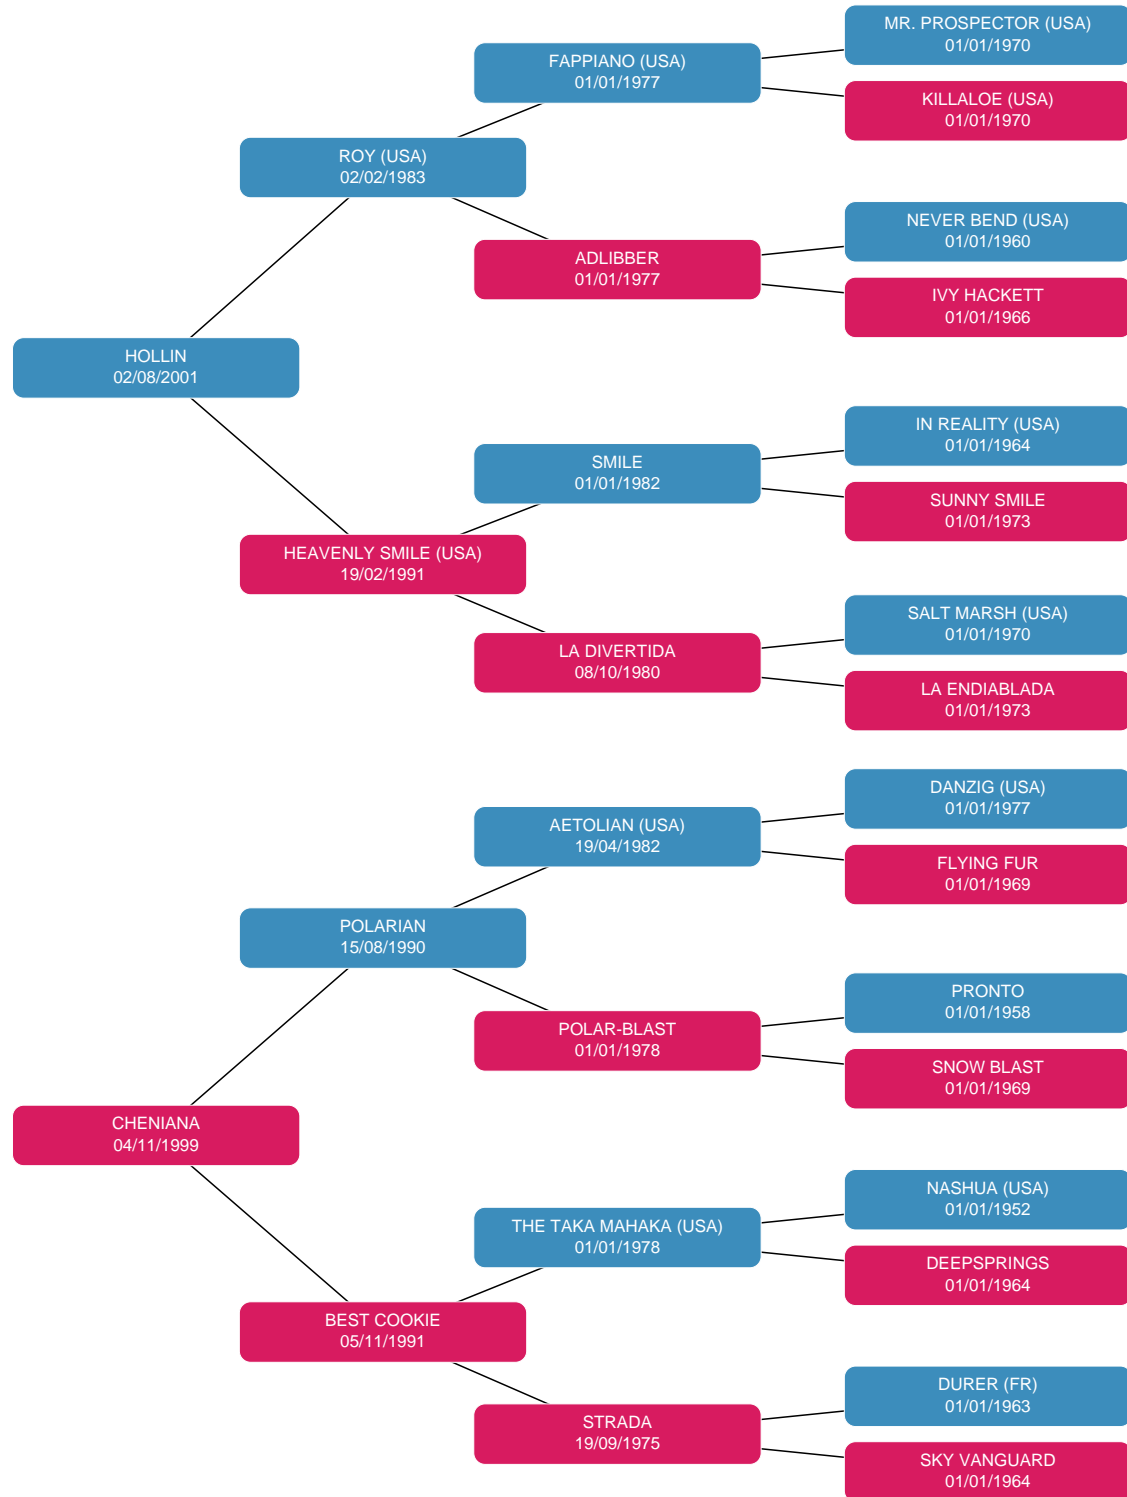 MR. PROSPECTOR (USA)
01/01/1970
FAPPIANO (USA)
01/01/1977
KILLALOE (USA)
01/01/1970
ROY (USA)
02/02/1983
NEVER BEND (USA)
01/01/1960
ADLIBBER
01/01/1977
IVY HACKETT
01/01/1966
HOLLIN
02/08/2001
IN REALITY (USA)
01/01/1964
SMILE
01/01/1982
SUNNY SMILE
01/01/1973
HEAVENLY SMILE (USA)
19/02/1991
SALT MARSH (USA)
01/01/1970
LA DIVERTIDA
08/10/1980
LA ENDIABLADA
01/01/1973
DANZIG (USA)
01/01/1977
AETOLIAN (USA)
19/04/1982
FLYING FUR
01/01/1969
POLARIAN
15/08/1990
PRONTO
01/01/1958
POLAR-BLAST
01/01/1978
SNOW BLAST
01/01/1969
CHENIANA
04/11/1999
NASHUA (USA)
01/01/1952
THE TAKA MAHAKA (USA)
01/01/1978
DEEPSPRINGS
01/01/1964
BEST COOKIE
05/11/1991
DURER (FR)
01/01/1963
STRADA
19/09/1975
SKY VANGUARD
01/01/1964